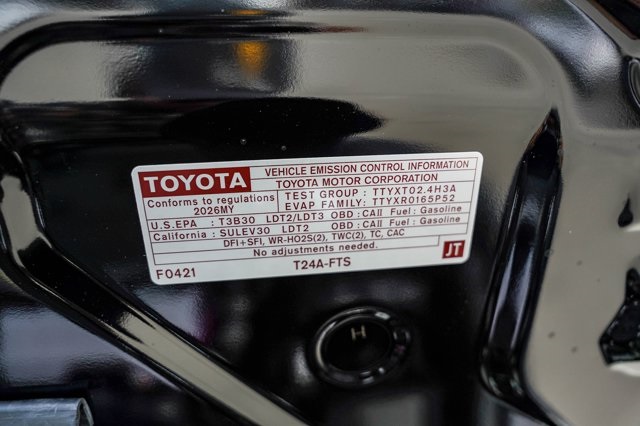 TOYOTA VEHICLE EMISSION CONTROL INFORMATION
TOYOTA MOTOR CORPORATION
Conforms to regulations 2026MY
TEST GROUP : TTYXT02.4H3A
EVAP FAMILY: TTYXR0165P52
U.S.EPA : T3B30 LDT2/LDT3 OBD : CAII Fuel : Gasoline
California : SULEV30 LDT2 OBD : CAII Fuel : Gasoline
DFI+SFI, WR-HO2S(2), TWC(2), TC, CAC
No adjustments needed.
F0421 T24A-FTS JT
H